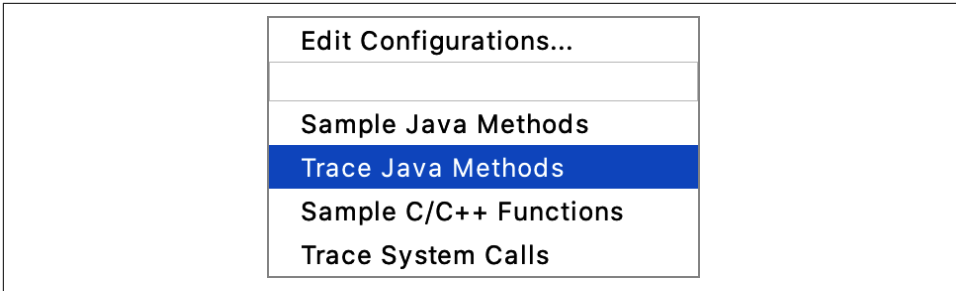 Edit Configurations...
Sample Java Methods
Trace Java Methods
Sample C/C++ Functions
Trace System Calls